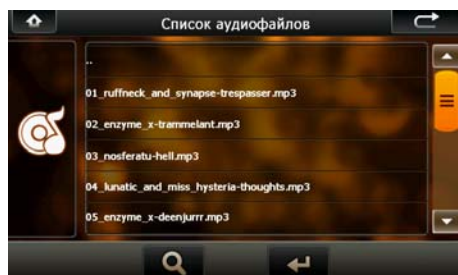 Список аудиофайлов
..
01_ruffneck_and_synapse-trespasser.mp3
02_enzyme_x-trammelant.mp3
03_nosferatu-hell.mp3
04_lunatic_and_miss_hysteria-thoughts.mp3
05_enzyme_x-deenjurrr.mp3